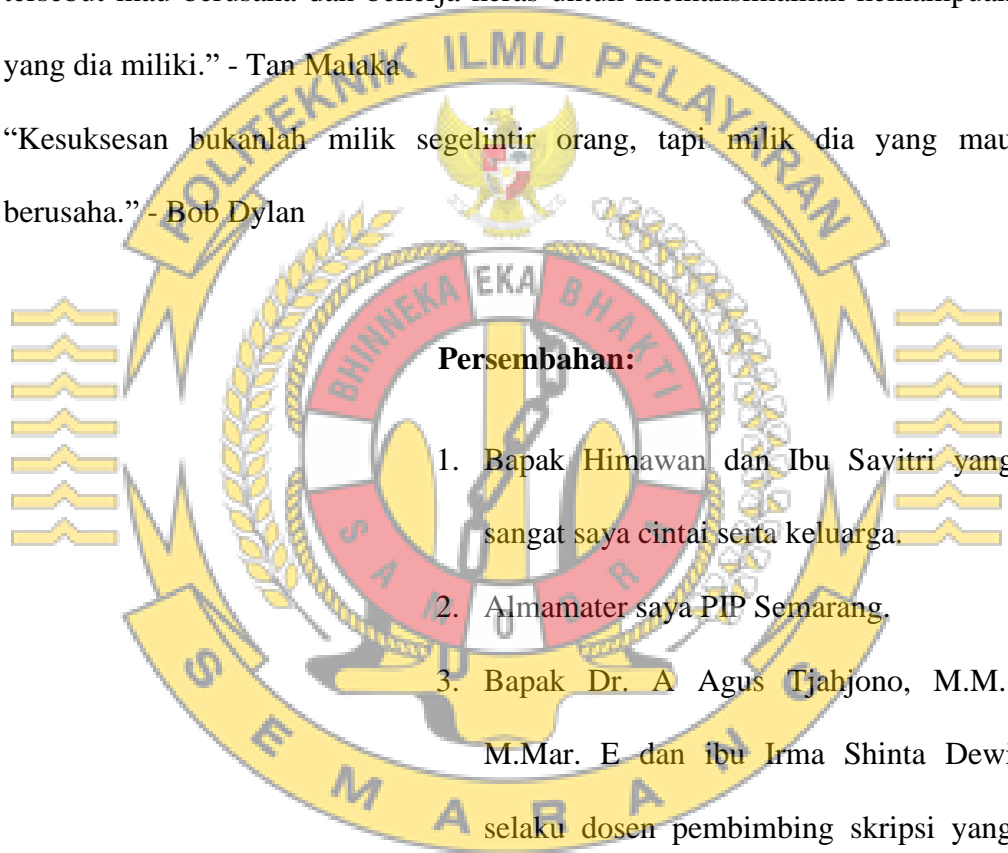 tersebut mau berusaha dan bekerja keras untuk memaksimalkan kemampuan
yang dia miliki.” - Tan Malaka
“Kesuksesan bukanlah milik segelintir orang, tapi milik dia yang mau
berusaha.” - Bob Dylan
POLITEKNIK ILMU PELAYARAN
BHINNEKA EKA BHAKTI
Persembahan:
1. Bapak Himawan dan Ibu Savitri yang
sangat saya cintai serta keluarga.
2. Almamater saya PIP Semarang.
3. Bapak Dr. A Agus Tjahjono, M.M.
M.Mar. E dan ibu Irma Shinta Dewi
selaku dosen pembimbing skripsi yang
SEMARANG